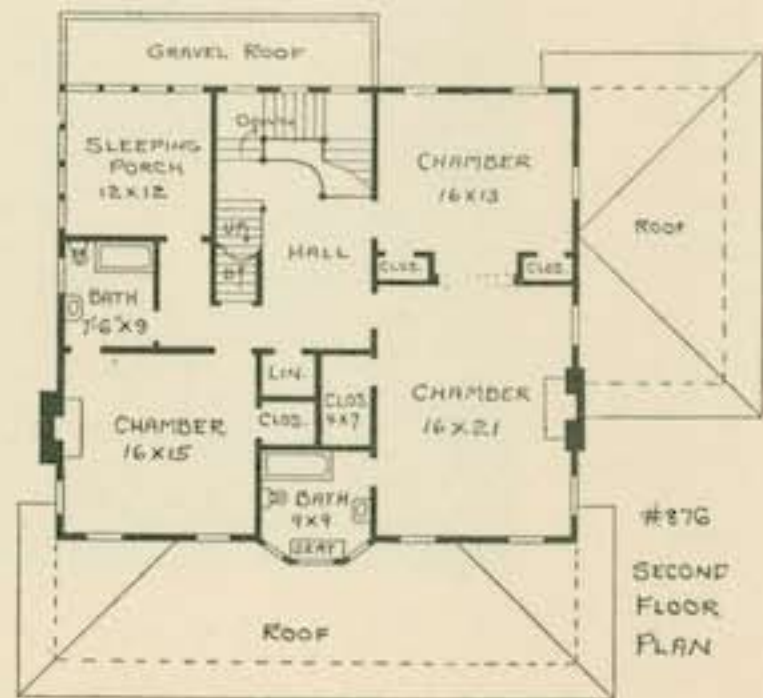 GRAVEL ROOF
SLEEPING
PORCH
12X12
DOWN
CHAMBER
16X13
ROOF
UP
HALL
CLOS.
CLOS.
BATH
7'6"X9
LIN.
CLOS.
4X7
CLOS.
CHAMBER
16X15
CHAMBER
16X21
BATH
9X9
SEAT
ROOF
#876
SECOND
FLOOR
PLAN